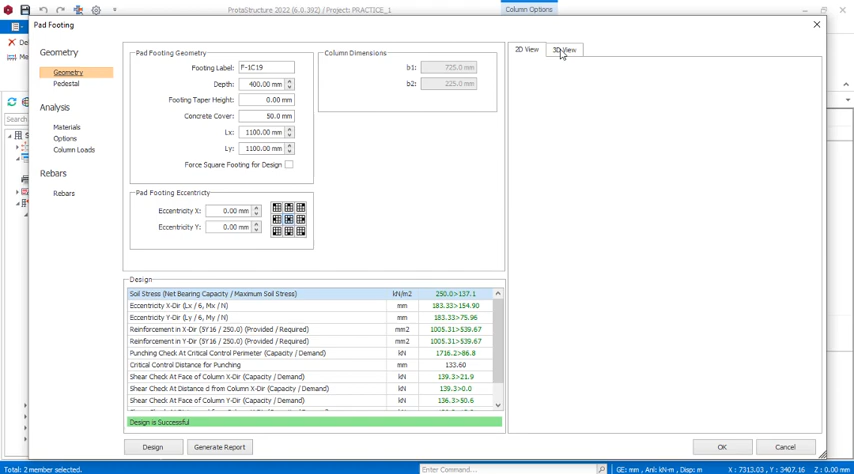 ProtaStructure 2022 (6.0.392) / Project: PRACTICE_1
Column Options
Pad Footing
Geometry
Geometry
Pedestal
Analysis
Materials
Options
Column Loads
Rebars
Rebars
Pad Footing Geometry
Footing Label: F-1C19
Depth: 400.00 mm
Footing Taper Height: 0.00 mm
Concrete Cover: 50.0 mm
Lx: 1100.00 mm
Ly: 1100.00 mm
Force Square Footing for Design
Column Dimensions
b1: 725.0 mm
b2: 225.0 mm
Pad Footing Eccentricty
Eccentricity X: 0.00 mm
Eccentricity Y: 0.00 mm
2D View
3D View
Design
Soil Stress (Net Bearing Capacity / Maximum Soil Stress) kN/m2 250.0>137.1
Eccentricity X-Dir (Lx / 6, Mx / N) mm 183.33>154.90
Eccentricity Y-Dir (Ly / 6, My / N) mm 183.33>75.96
Reinforcement in X-Dir (5Y16 / 250.0) (Provided / Required) mm2 1005.31>539.67
Reinforcement in Y-Dir (5Y16 / 250.0) (Provided / Required) mm2 1005.31>539.67
Punching Check At Critical Control Perimeter (Capacity / Demand) kN 1716.2>86.8
Critical Control Distance for Punching mm 133.60
Shear Check At Face of Column X-Dir (Capacity / Demand) kN 139.3>21.9
Shear Check At Distance d from Column X-Dir (Capacity / Demand) kN 139.3>0.0
Shear Check At Face of Column Y-Dir (Capacity / Demand) kN 136.3>50.6
Design is Successful
Design
Generate Report
OK
Cancel
Search
Total: 2 member selected.
Enter Command...
GE: mm , Anl: kN-m , Disp: m
X : 7313.03 Y : 3407.16 Z : 0.00 mm